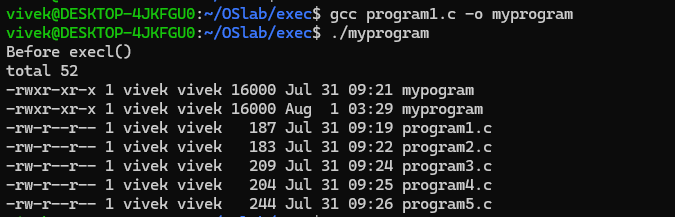 vivek@DESKTOP-4JKFGU0:~/OSlab/exec$ gcc program1.c -o myprogram
vivek@DESKTOP-4JKFGU0:~/OSlab/exec$ ./myprogram
Before execl()
total 52
-rwxr-xr-x 1 vivek vivek 16000 Jul 31 09:21 mypogram
-rwxr-xr-x 1 vivek vivek 16000 Aug  1 03:29 myprogram
-rw-r--r-- 1 vivek vivek   187 Jul 31 09:19 program1.c
-rw-r--r-- 1 vivek vivek   183 Jul 31 09:22 program2.c
-rw-r--r-- 1 vivek vivek   209 Jul 31 09:24 program3.c
-rw-r--r-- 1 vivek vivek   204 Jul 31 09:25 program4.c
-rw-r--r-- 1 vivek vivek   244 Jul 31 09:26 program5.c